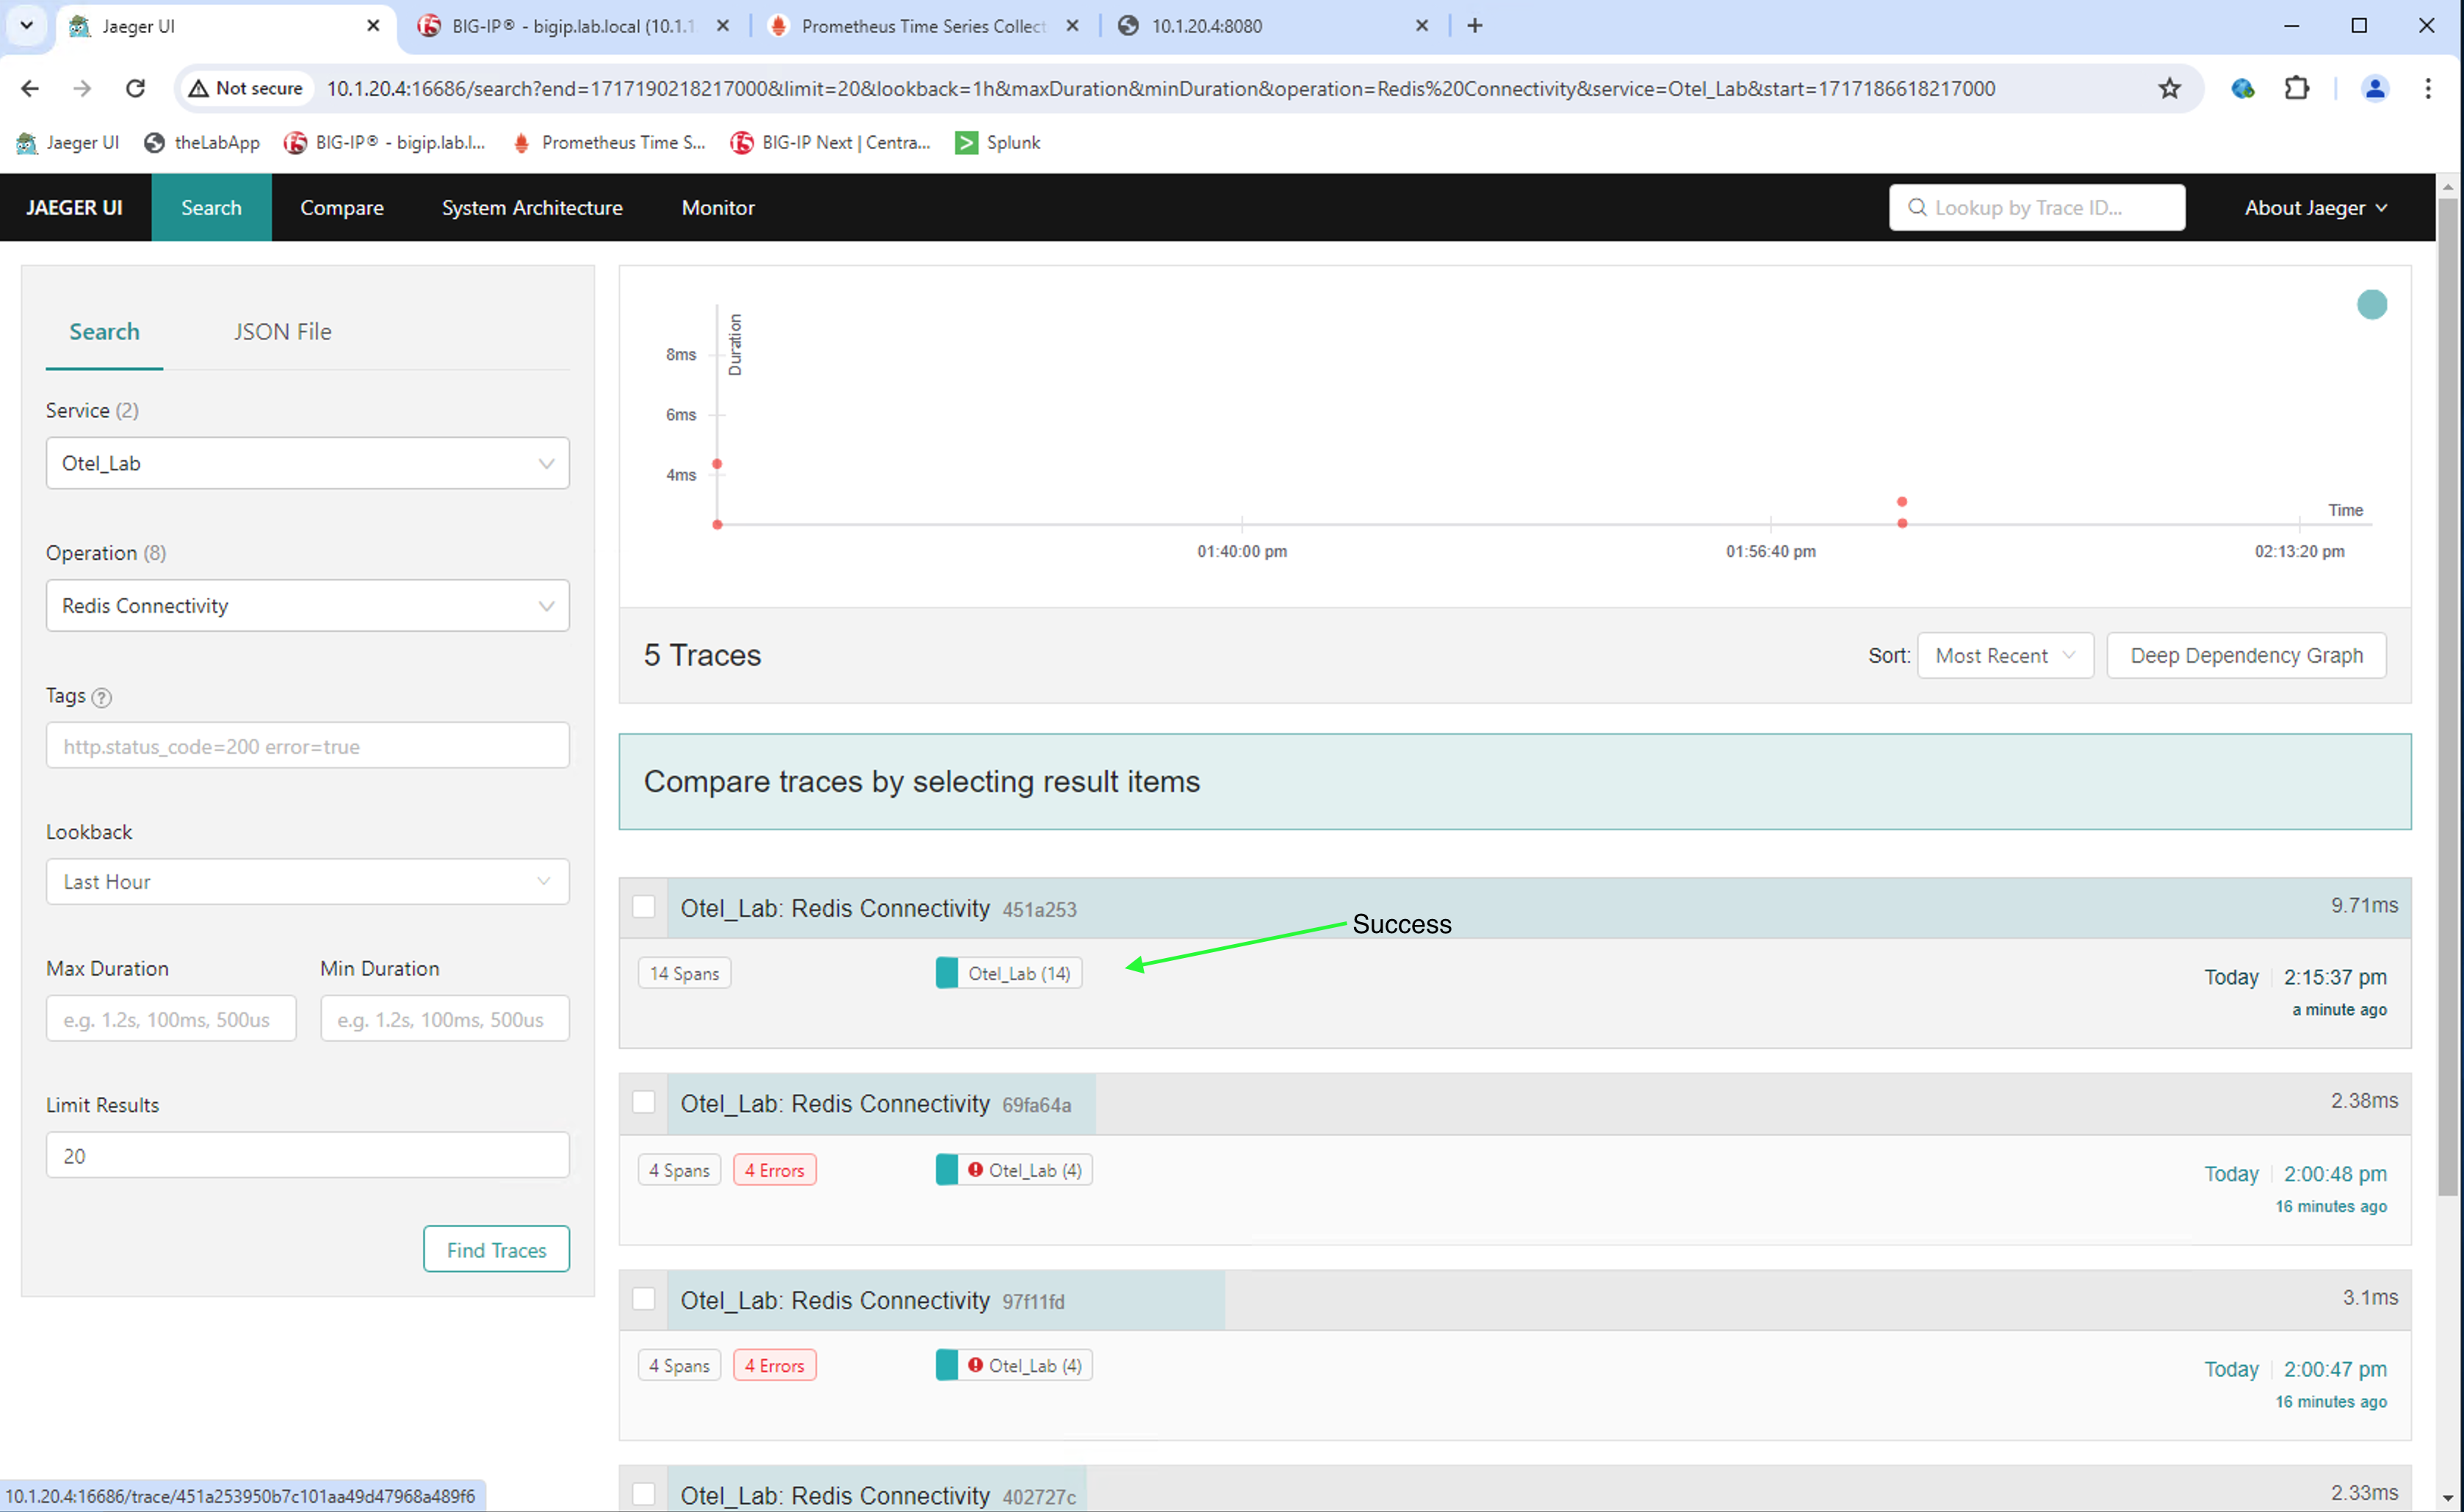 Jaeger UI
BIG-IP® - bigip.lab.local (10.1.1
Prometheus Time Series Collect
10.1.20.4:8080
Not secure
10.1.20.4:16686/search?end=1717190218217000&limit=20&lookback=1h&maxDuration&minDuration&operation=Redis%20Connectivity&service=Otel_Lab&start=1717186618217000
Jaeger UI
theLabApp
BIG-IP® - bigip.lab.l...
Prometheus Time S...
BIG-IP Next | Centra...
Splunk
JAEGER UI
Search
Compare
System Architecture
Monitor
Lookup by Trace ID...
About Jaeger
Search
JSON File
Service (2)
Otel_Lab
Operation (8)
Redis Connectivity
Tags ?
http.status_code=200 error=true
Lookback
Last Hour
Max Duration
Min Duration
e.g. 1.2s, 100ms, 500us
e.g. 1.2s, 100ms, 500us
Limit Results
20
Find Traces
Duration
8ms
6ms
4ms
Time
01:40:00 pm
01:56:40 pm
02:13:20 pm
5 Traces
Sort:
Most Recent
Deep Dependency Graph
Compare traces by selecting result items
Otel_Lab: Redis Connectivity 451a253
9.71ms
Success
14 Spans
Otel_Lab (14)
Today
2:15:37 pm
a minute ago
Otel_Lab: Redis Connectivity 69fa64a
2.38ms
4 Spans
4 Errors
Otel_Lab (4)
Today
2:00:48 pm
16 minutes ago
Otel_Lab: Redis Connectivity 97f11fd
3.1ms
4 Spans
4 Errors
Otel_Lab (4)
Today
2:00:47 pm
16 minutes ago
Otel_Lab: Redis Connectivity 402727c
2.33ms
10.1.20.4:16686/trace/451a253950b7c101aa49d47968a489f6